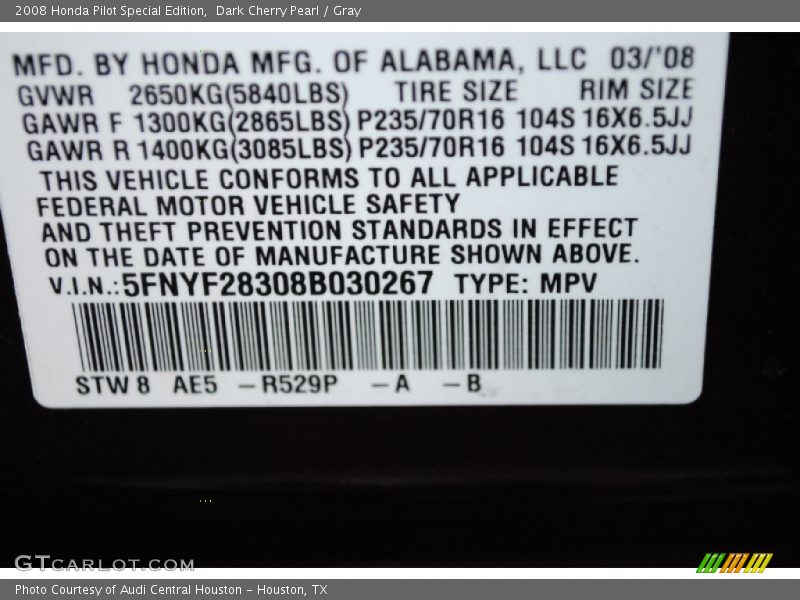 2008 Honda Pilot Special Edition,  Dark Cherry Pearl / Gray
MFD. BY HONDA MFG. OF ALABAMA, LLC 03/'08
GVWR 2650KG(5840LBS) TIRE SIZE RIM SIZE
GAWR F 1300KG(2865LBS) P235/70R16 104S 16X6.5JJ
GAWR R 1400KG(3085LBS) P235/70R16 104S 16X6.5JJ
THIS VEHICLE CONFORMS TO ALL APPLICABLE
FEDERAL MOTOR VEHICLE SAFETY
AND THEFT PREVENTION STANDARDS IN EFFECT
ON THE DATE OF MANUFACTURE SHOWN ABOVE.
V.I.N.: 5FNYF28308B030267 TYPE: MPV
STW 8 AE5 – R529P – A – B
GTCARLOT.COM
Photo Courtesy of Audi Central Houston – Houston, TX